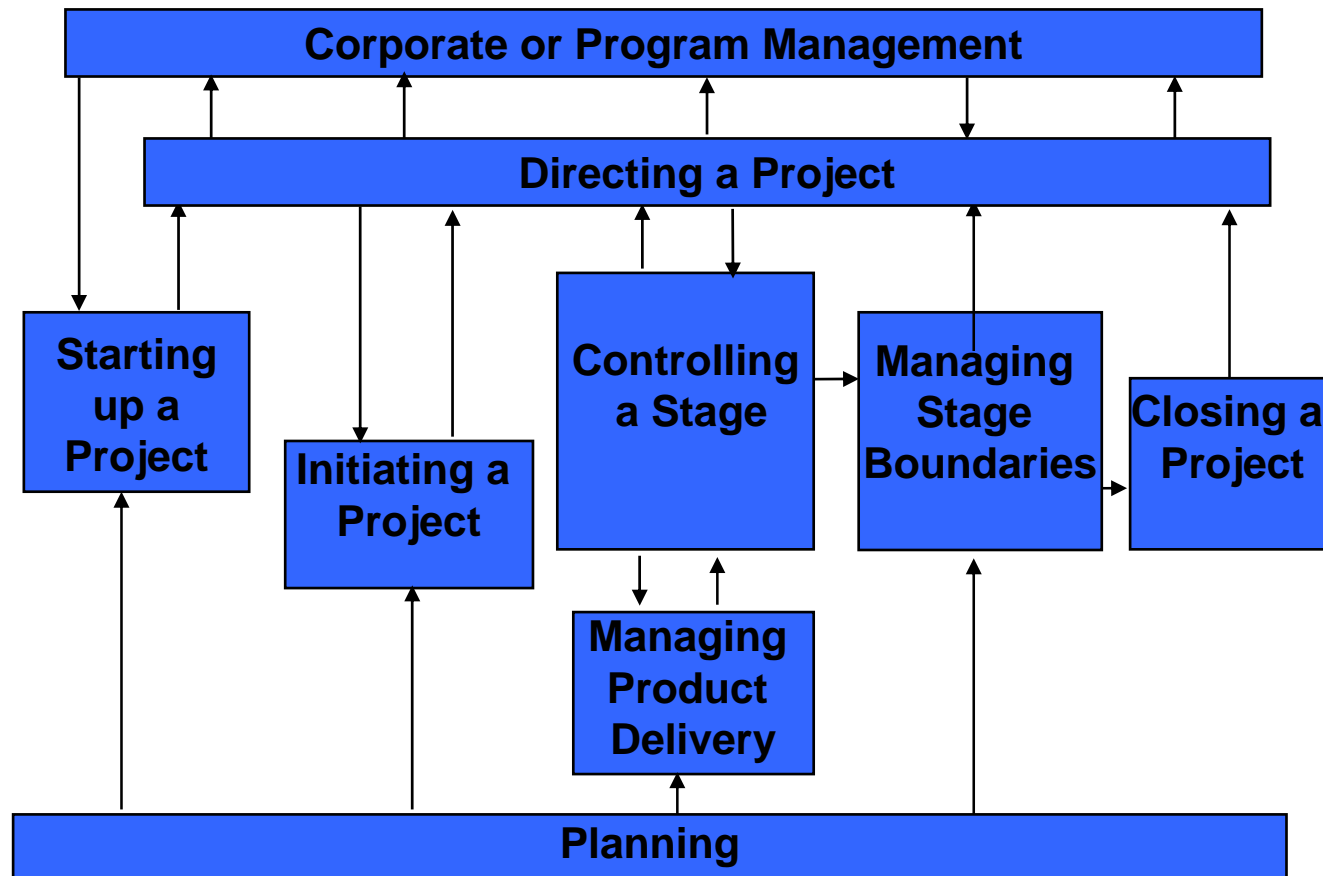 Corporate or Program Management
Directing a Project
Starting
up a
Project
Initiating a
Project
Controlling
a Stage
Managing
Stage
Boundaries
Closing a
Project
Managing
Product
Delivery
Planning